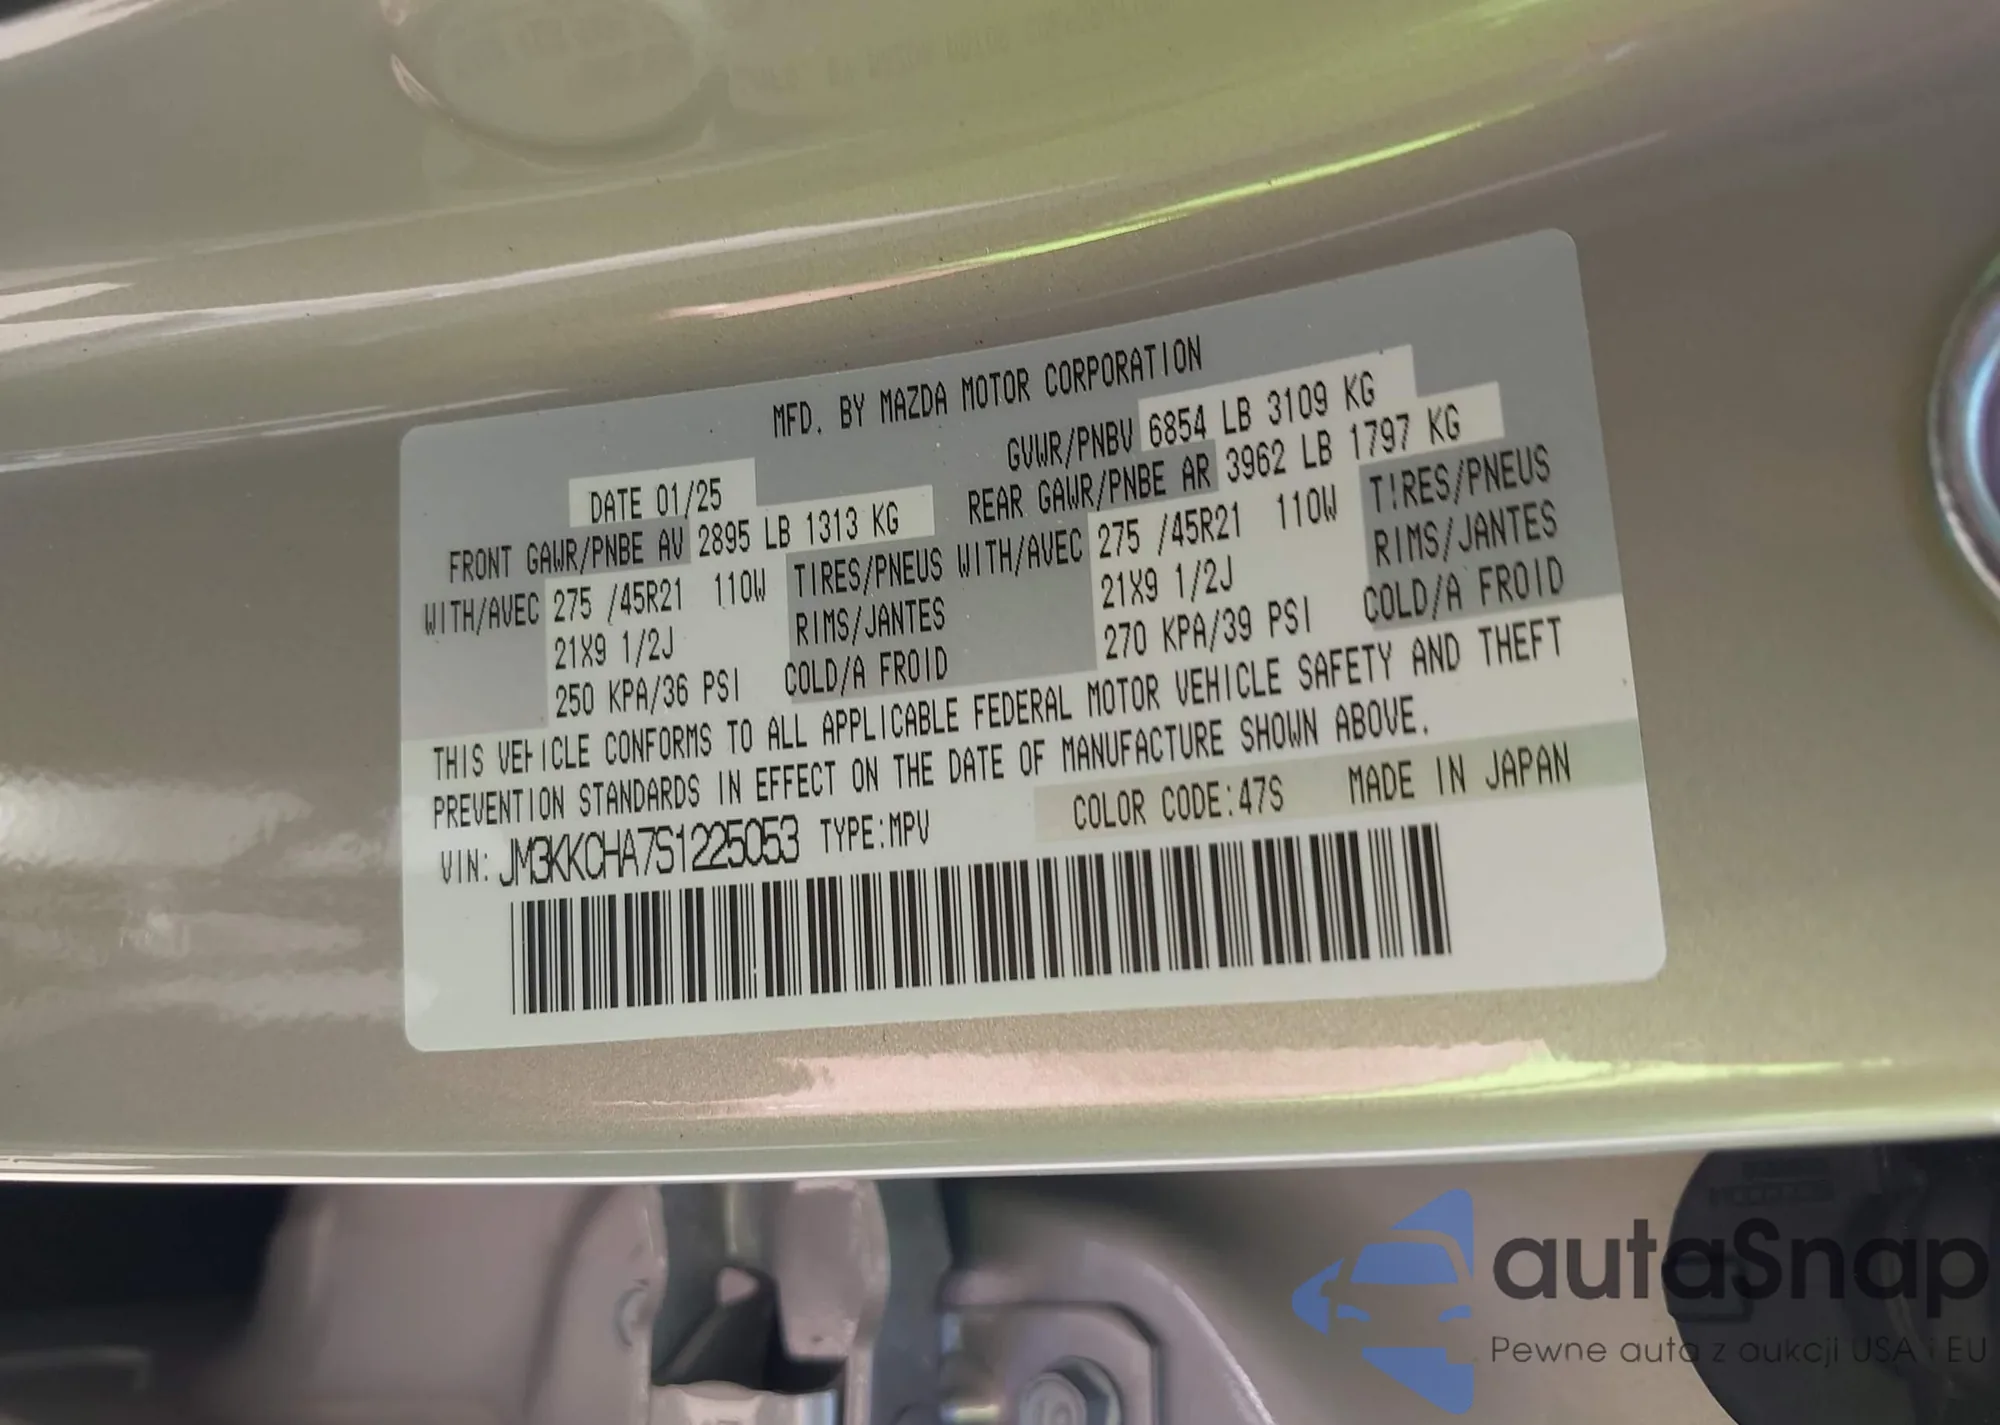 MFD. BY MAZDA MOTOR CORPORATION
DATE 01/25 GVWR/PNBV 6854 LB 3109 KG
FRONT GAWR/PNBE AV 2895 LB 1313 KG REAR GAWR/PNBE AR 3962 LB 1797 KG
WITH/AVEC 275 /45R21 110W TIRES/PNEUS WITH/AVEC 275 /45R21 110W TIRES/PNEUS
21X9 1/2J RIMS/JANTES 21X9 1/2J RIMS/JANTES
250 KPA/36 PSI COLD/A FROID 270 KPA/39 PSI COLD/A FROID
THIS VEHICLE CONFORMS TO ALL APPLICABLE FEDERAL MOTOR VEHICLE SAFETY AND THEFT
PREVENTION STANDARDS IN EFFECT ON THE DATE OF MANUFACTURE SHOWN ABOVE.
VIN: JM3KKCHA7S1225053 TYPE:MPV COLOR CODE:47S MADE IN JAPAN
autaSnap
Pewne auta z aukcji USA i EU